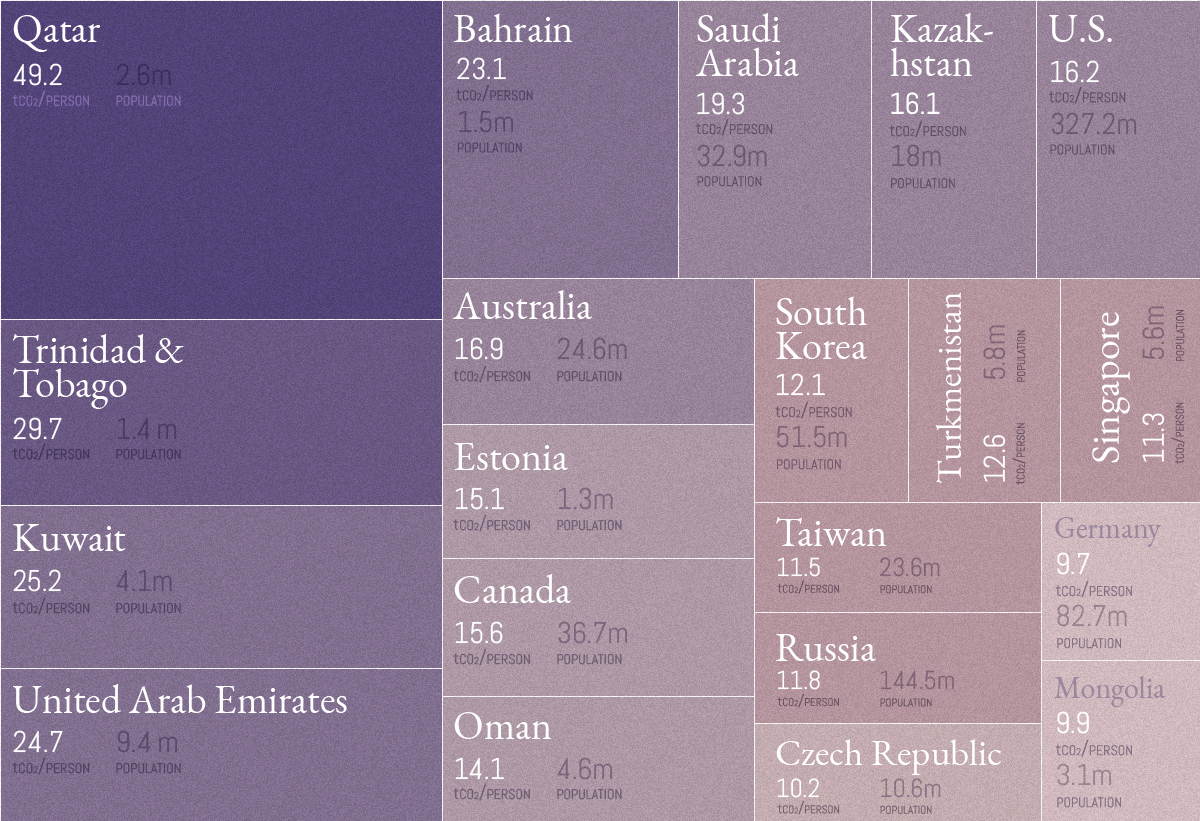 Qatar
49.2 2.6m
tCO₂/PERSON POPULATION
Trinidad &
Tobago
29.7 1.4 m
tCO₂/PERSON POPULATION
Kuwait
25.2 4.1m
tCO₂/PERSON POPULATION
United Arab Emirates
24.7 9.4 m
tCO₂/PERSON POPULATION
Bahrain
23.1
tCO₂/PERSON
1.5m
POPULATION
Saudi
Arabia
19.3
tCO₂/PERSON
32.9m
POPULATION
Kazak-
hstan
16.1
tCO₂/PERSON
18m
POPULATION
U.S.
16.2
tCO₂/PERSON
327.2m
POPULATION
Australia
16.9 24.6m
tCO₂/PERSON POPULATION
Estonia
15.1 1.3m
tCO₂/PERSON POPULATION
Canada
15.6 36.7m
tCO₂/PERSON POPULATION
Oman
14.1 4.6m
tCO₂/PERSON POPULATION
South
Korea
12.1
tCO₂/PERSON
51.5m
POPULATION
Turkmenistan
12.6 5.8m
tCO₂/PERSON POPULATION
Singapore
11.3 5.6m
tCO₂/PERSON POPULATION
Taiwan
11.5 23.6m
tCO₂/PERSON POPULATION
Russia
11.8 144.5m
tCO₂/PERSON POPULATION
Czech Republic
10.2 10.6m
tCO₂/PERSON POPULATION
Germany
9.7
tCO₂/PERSON
82.7m
POPULATION
Mongolia
9.9
tCO₂/PERSON
3.1m
POPULATION